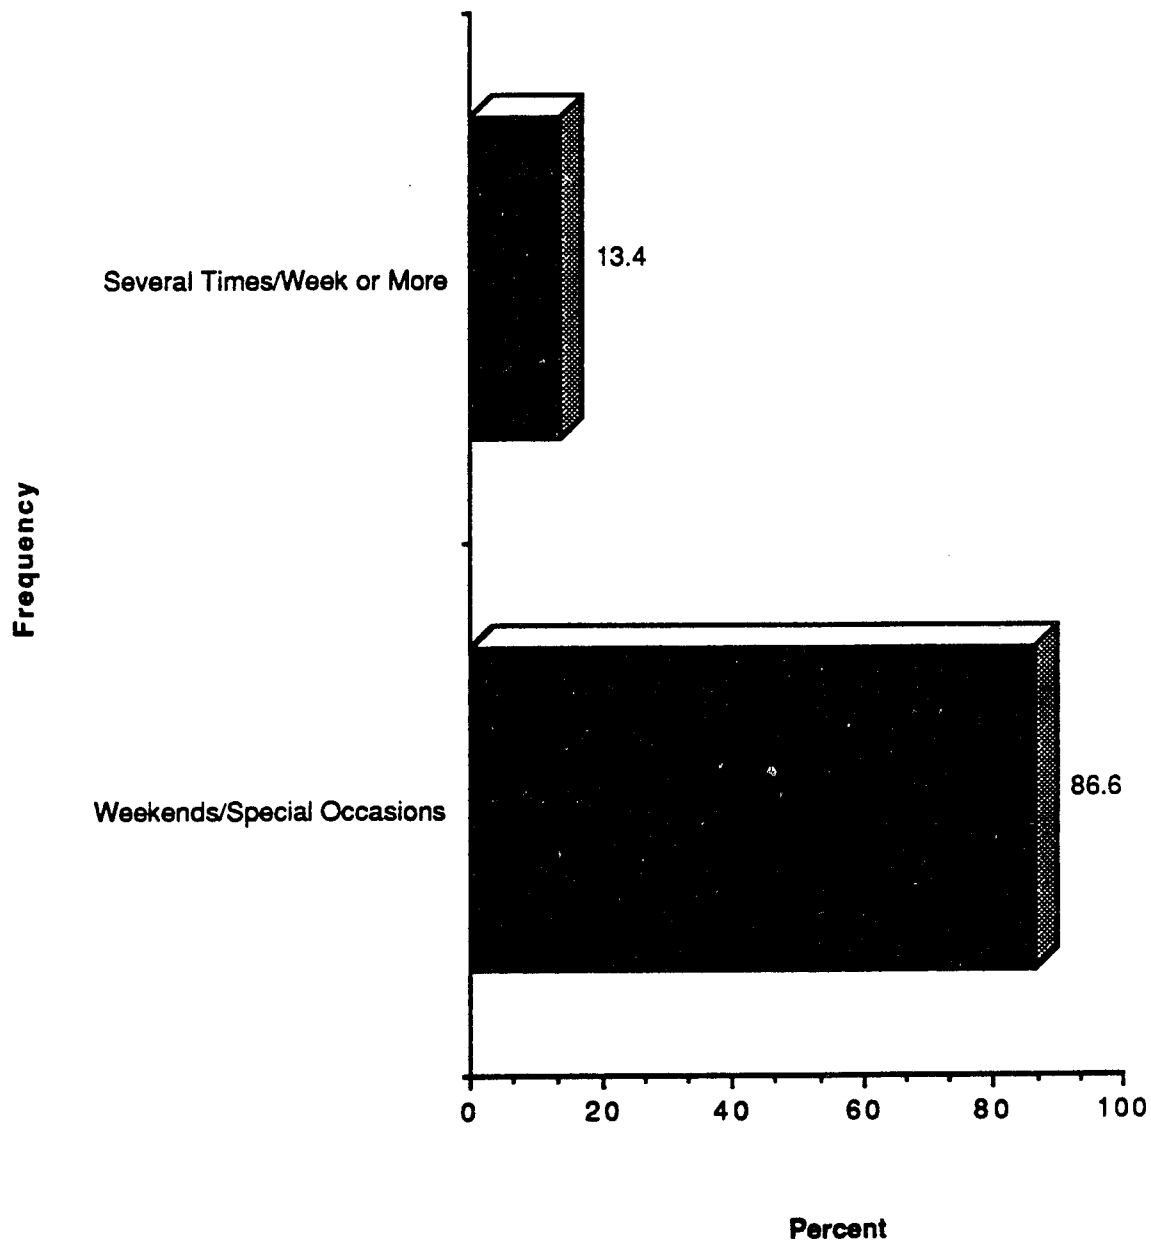 13.4
Several Times/Week or More
Frequency
86.6
Weekends/Special Occasions
0 20 40 60 80 100
Percent